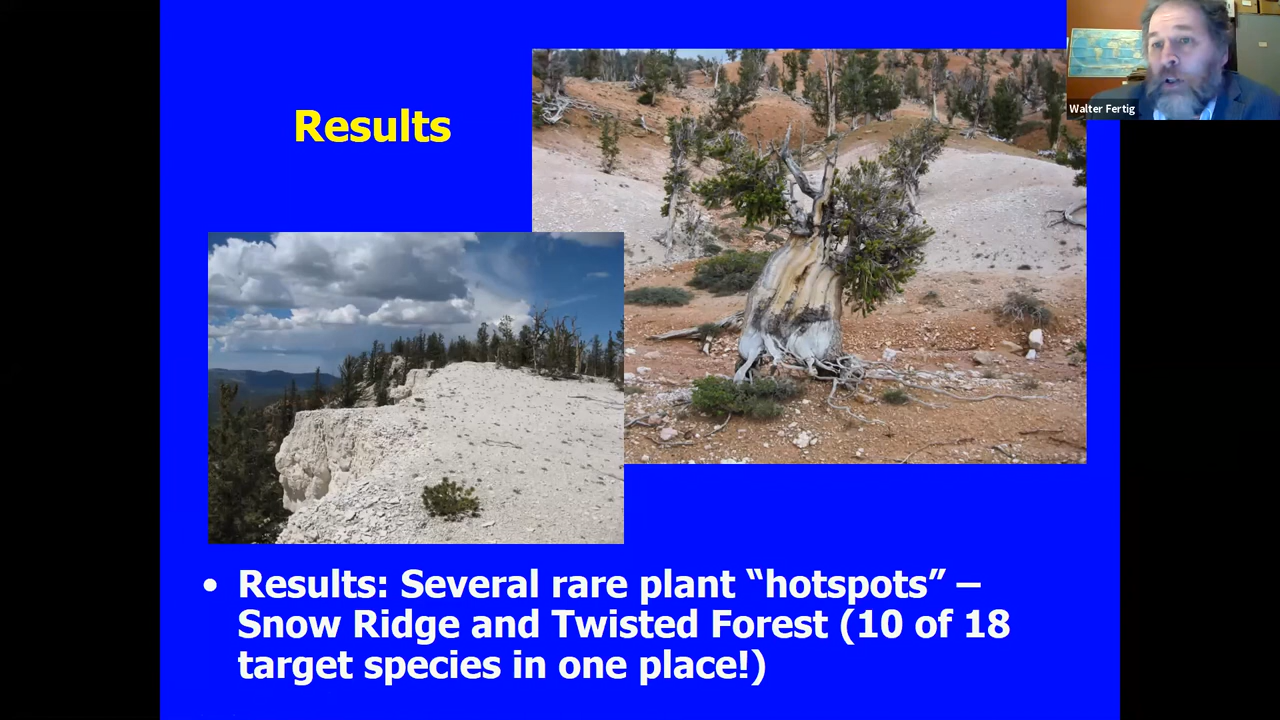 Walter Fertig
Results
• Results: Several rare plant “hotspots” –
Snow Ridge and Twisted Forest (10 of 18
target species in one place!)